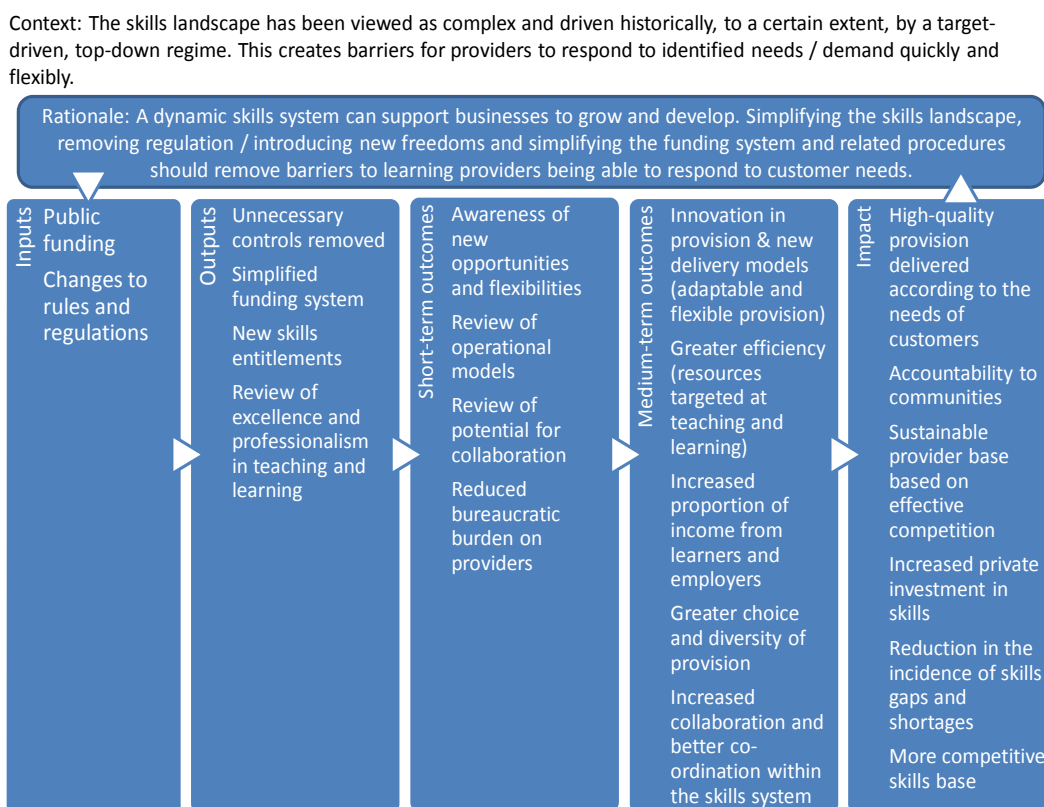 Context: The skills landscape has been viewed as complex and driven historically, to a certain extent, by a target-
driven, top-down regime. This creates barriers for providers to respond to identified needs / demand quickly and
flexibly.
Rationale: A dynamic skills system can support businesses to grow and develop. Simplifying the skills landscape,
removing regulation / introducing new freedoms and simplifying the funding system and related procedures
should remove barriers to learning providers being able to respond to customer needs.
Inputs
Public
funding
Changes to
rules and
regulations
Outputs
Unnecessary
controls removed
Simplified
funding system
New skills
entitlements
Review of
excellence and
professionalism
in teaching and
learning
Short-term outcomes
Awareness of
new
opportunities
and flexibilities
Review of
operational
models
Review of
potential for
collaboration
Reduced
bureaucratic
burden on
providers
Medium-term outcomes
Innovation in
provision & new
delivery models
(adaptable and
flexible provision)
Greater efficiency
(resources
targeted at
teaching and
learning)
Increased
proportion of
income from
learners and
employers
Greater choice
and diversity of
provision
Increased
collaboration and
better co-
ordination within
the skills system
Impact
High-quality
provision
delivered
according to the
needs of
customers
Accountability to
communities
Sustainable
provider base
based on
effective
competition
Increased private
investment in
skills
Reduction in the
incidence of skills
gaps and
shortages
More competitive
skills base